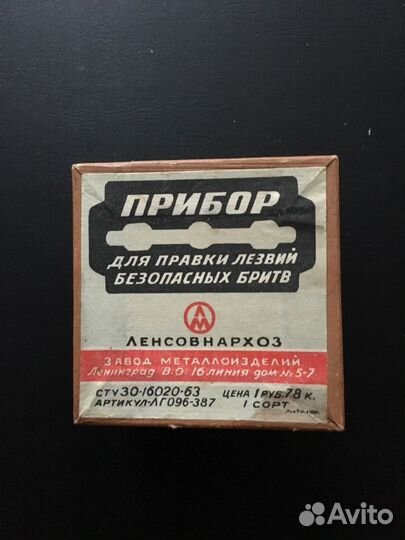 ПРИБОР
ДЛЯ ПРАВКИ ЛЕЗВИЙ
БЕЗОПАСНЫХ БРИТВ
ЛМ
ЛЕНСОВНАРХОЗ
ЗАВОД МЕТАЛЛОИЗДЕЛИЙ
Ленинград В.О. 16 линия дом № 5-7
СТУ 30-16020-63 ЦЕНА 1 РУБ. 78 К.
АРТИКУЛ-ЛГ096-387 1 СОРТ
Avito